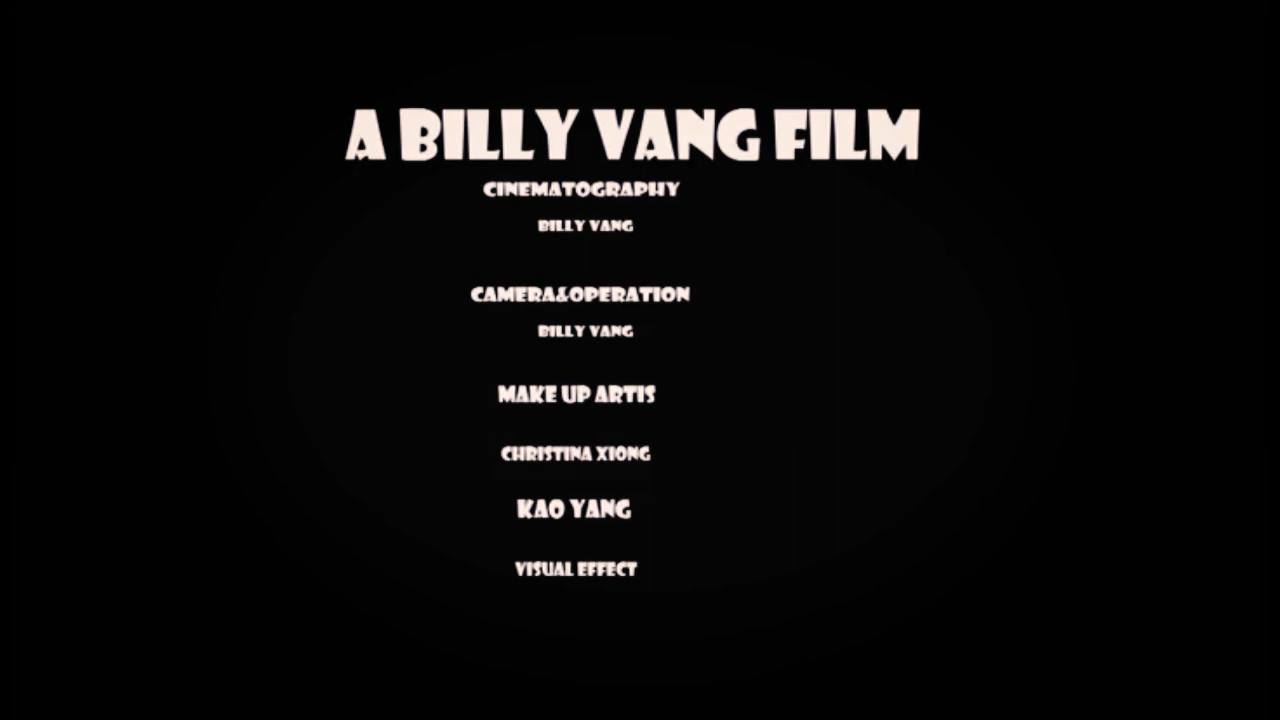 A BILLY VANG FILM
CINEMATOGRAPHY
BILLY VANG
CAMERA&OPERATION
BILLY VANG
MAKE UP ARTIS
CHRISTINA XIONG
KAO YANG
VISUAL EFFECT